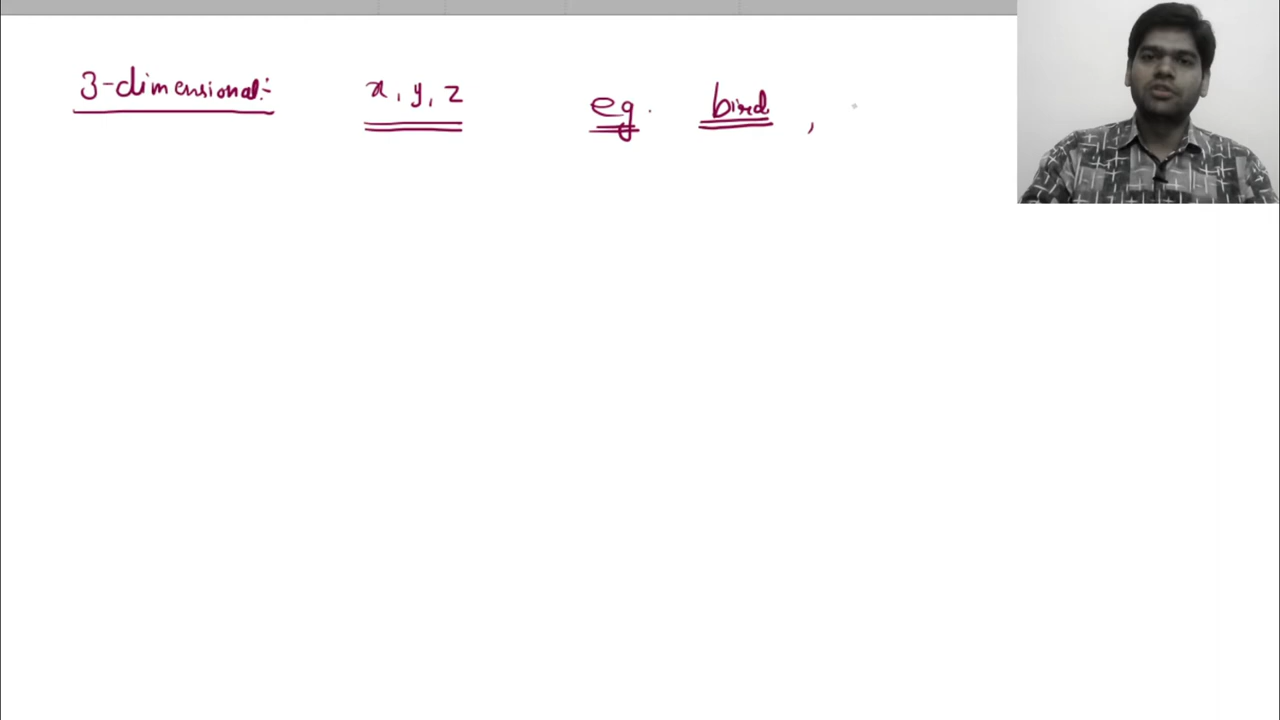 3-dimensional:- x, y, z eg. bird ,